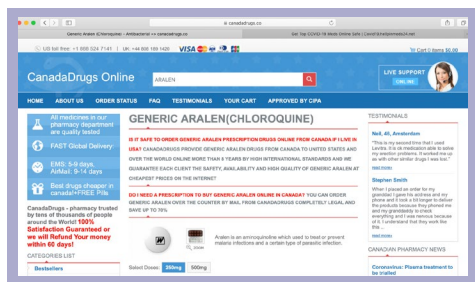 canadadrugs.co
Generic Aralen (Chloroquine) - Antibacterial >> canadadrugs.co
Get Top COVID-19 Meds Online Safe |
US toll free: +1 888 524 7141 | UK: +44 808 189 1420 VISA
Cart 0 items $0.00
CanadaDrugs Online
ARALEN
LIVE SUPPORT
HOME ABOUT US ORDER STATUS FAQ TESTIMONIALS YOUR CART APPROVED BY CIPA
All medicines in our
pharmacy department
are quality tested
FAST Global Delivery
EMS: 5-9 days,
AirMail: 9-14 days
Best drugs cheaper in
canada!+FREE Pills
CanadaDrugs - pharmacy trusted
by tens of thousands of people
around the World! 100%
Satisfaction Guaranteed or
we will Refund Your money
within 60 days!
CATEGORIES LIST
Bestsellers
GENERIC ARALEN(CHLOROQUINE)
IS IT SAFE TO ORDER GENERIC ARALEN PRESCRIPTION DRUGS ONLINE FROM CANADA IF I LIVE IN
USA? CANADADRUGS PROVIDE GENERIC ARALEN DRUGS FROM CANADA TO UNITED STATES AND
OVER THE WORLD ONLINE MORE THAN 8 YEARS BY HIGH INTERNATIONAL STANDARDS AND WE
GUARANTEE EACH CLIENT THE SAFETY, AVAILABILITY AND HIGH QUALITY OF GENERIC ARALEN AT
CHEAPEST PRICES ON THE INTERNET
DO I NEED A PRESCRIPTION TO BUY GENERIC ARALEN ONLINE IN CANADA? YOU CAN ORDER
GENERIC ARALEN OVER THE COUNTER BY MAIL FROM CANADADRUGS COMPLETELY LEGAL AND
SAVE UP TO 70%.
Aralen is an aminoquinoline which used to treat or prevent
malaria infections and a certain type of parasitic infection.
Select Doses: 250mg 500mg
TESTIMONIALS
Neil, 40, Amsterdam
"This is my second time that I used
Levitra. It is ok medication able to solve
my erection problems. It worked me up
as with other similar drugs I was too."
read more
Stephen Smith
When I placed an order for my
granddad I gave his address and my
phone and it took a bit longer to deliver
the products because they phoned me
and my granddaddy to check
everything and I was nervous because
of it. I understand that they work like
this ...
read more
CANADIAN PHARMACY NEWS
Coronavirus: Plasma treatment to
be trialled